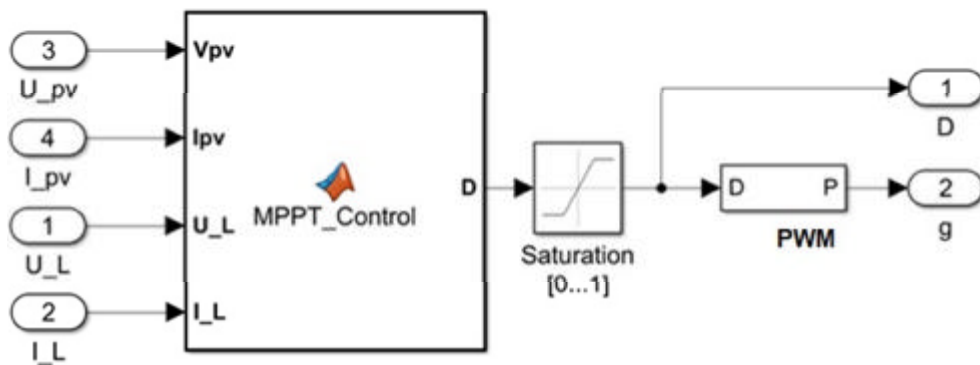 3
U_pv
4
I_pv
1
U_L
2
I_L
Vpv
Ipv
U_L
I_L
MPPT_Control
D
Saturation
[0...1]
D P
PWM
1
D
2
g